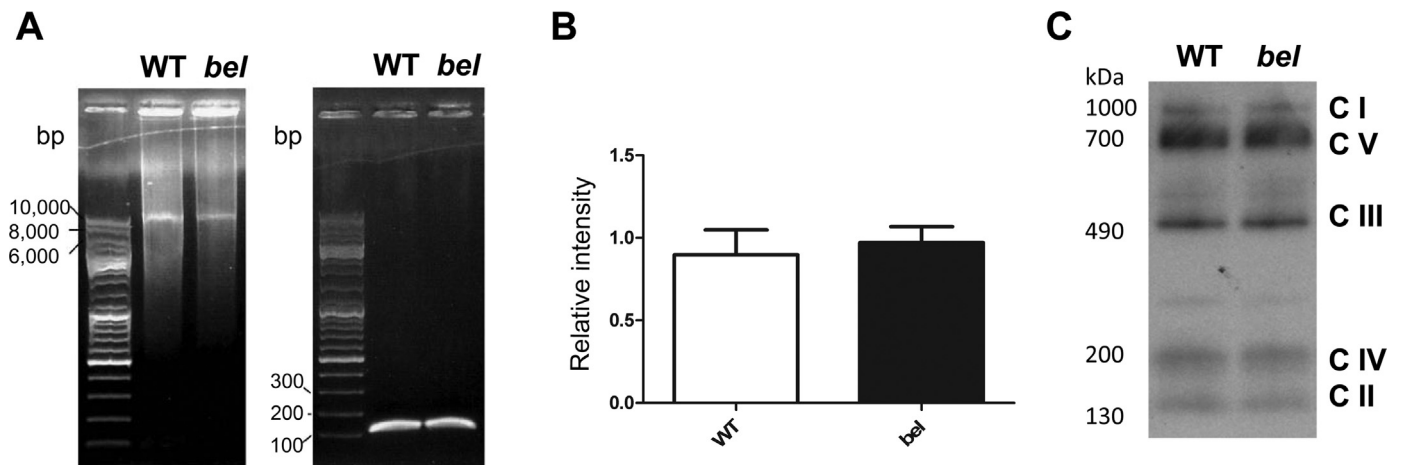 A
WT bel
bp
10,000
8,000
6,000
WT bel
bp
300
200
100
B
Relative intensity
1.5
1.0
0.5
0.0
WT
bel
C
WT bel
kDa
1000
700
490
200
130
C I
C V
C III
C IV
C II